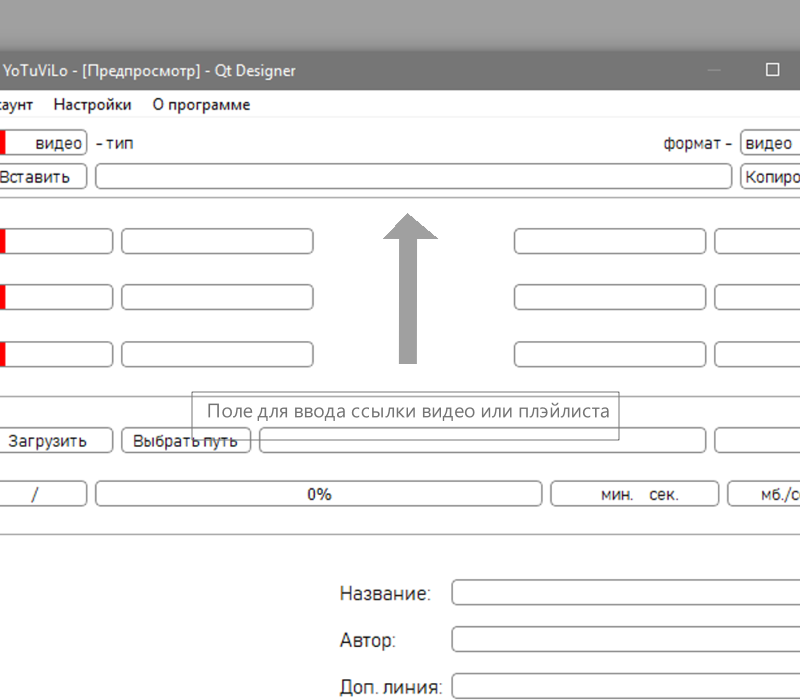 YoTuViLo - [Предпросмотр] - Qt Designer
каунт Настройки О программе
видео - тип формат - видео
Вставить Копиро
Поле для ввода ссылки видео или плэйлиста
Загрузить Выбрать путь
/ 0% мин. сек. мб./с
Название:
Автор:
Доп. линия: